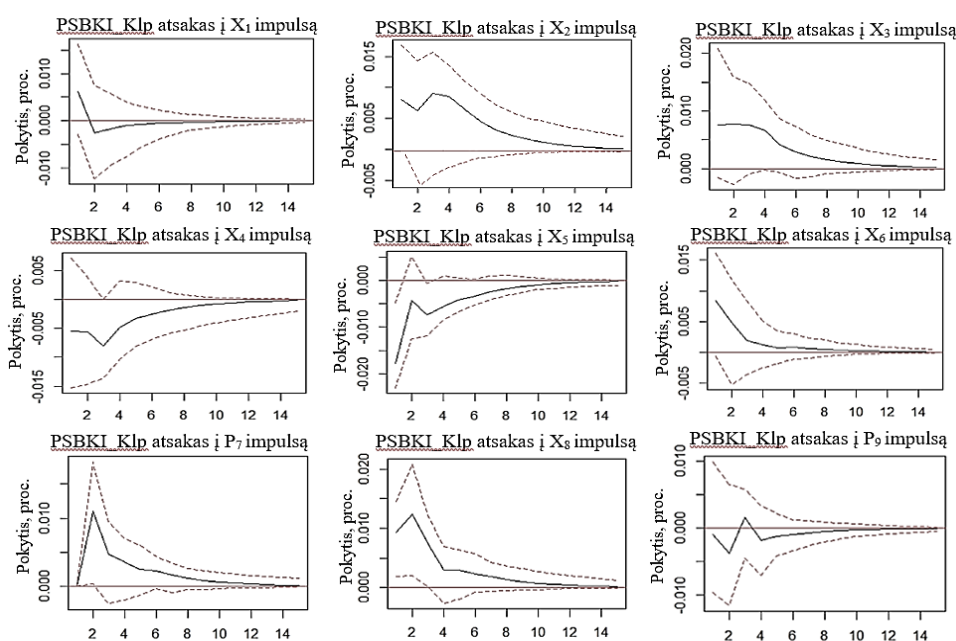 PSBKI_Klp atsakas į X₁ impulsą
PSBKI_Klp atsakas į X₂ impulsą
PSBKI_Klp atsakas į X₃ impulsą
Pokytis, proc.
-0.010 0.000 0.010
2 4 6 8 10 12 14
Pokytis, proc.
-0.005 0.005 0.015
2 4 6 8 10 12 14
Pokytis, proc.
0.000 0.010 0.020
2 4 6 8 10 12 14
PSBKI_Klp atsakas į X₄ impulsą
PSBKI_Klp atsakas į X₅ impulsą
PSBKI_Klp atsakas į X₆ impulsą
Pokytis, proc.
-0.015 -0.005 0.005
2 4 6 8 10 12 14
Pokytis, proc.
-0.020 -0.010 0.000
2 4 6 8 10 12 14
Pokytis, proc.
-0.005 0.005 0.015
2 4 6 8 10 12 14
PSBKI_Klp atsakas į P₇ impulsą
PSBKI_Klp atsakas į X₈ impulsą
PSBKI_Klp atsakas į P₉ impulsą
Pokytis, proc.
0.000 0.010
2 4 6 8 10 12 14
Pokytis, proc.
0.000 0.010 0.020
2 4 6 8 10 12 14
Pokytis, proc.
-0.010 0.000 0.010
2 4 6 8 10 12 14